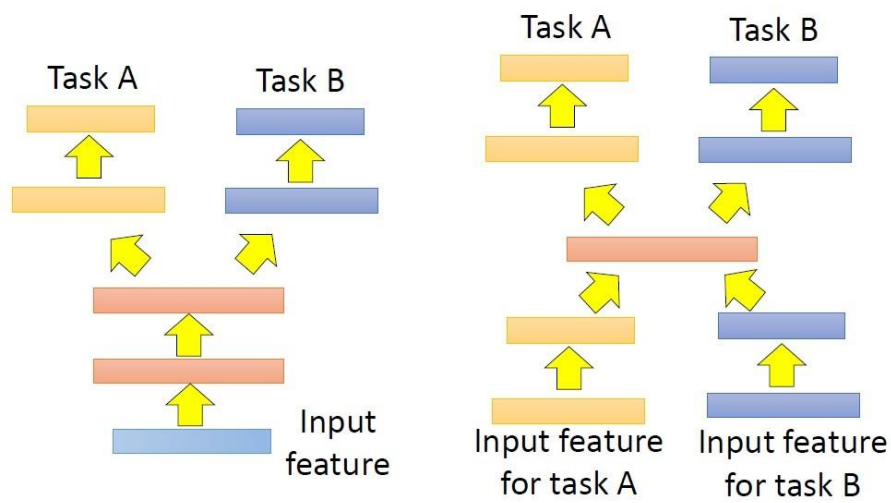 Task A
Task B
Input
feature
Task A
Task B
Input feature
for task A
Input feature
for task B